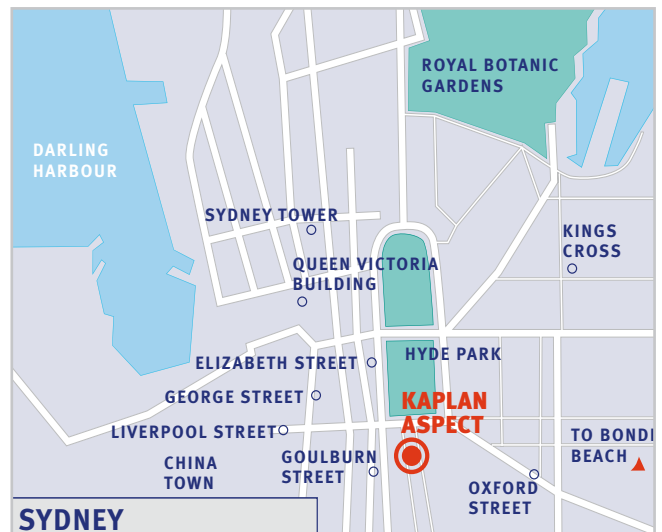 ROYAL BOTANIC
GARDENS
DARLING
HARBOUR
SYDNEY TOWER
KINGS
CROSS
QUEEN VICTORIA
BUILDING
ELIZABETH STREET
HYDE PARK
GEORGE STREET
KAPLAN
ASPECT
LIVERPOOL STREET
TO BONDI
BEACH
CHINA
TOWN
GOULBURN
STREET
OXFORD
STREET
SYDNEY